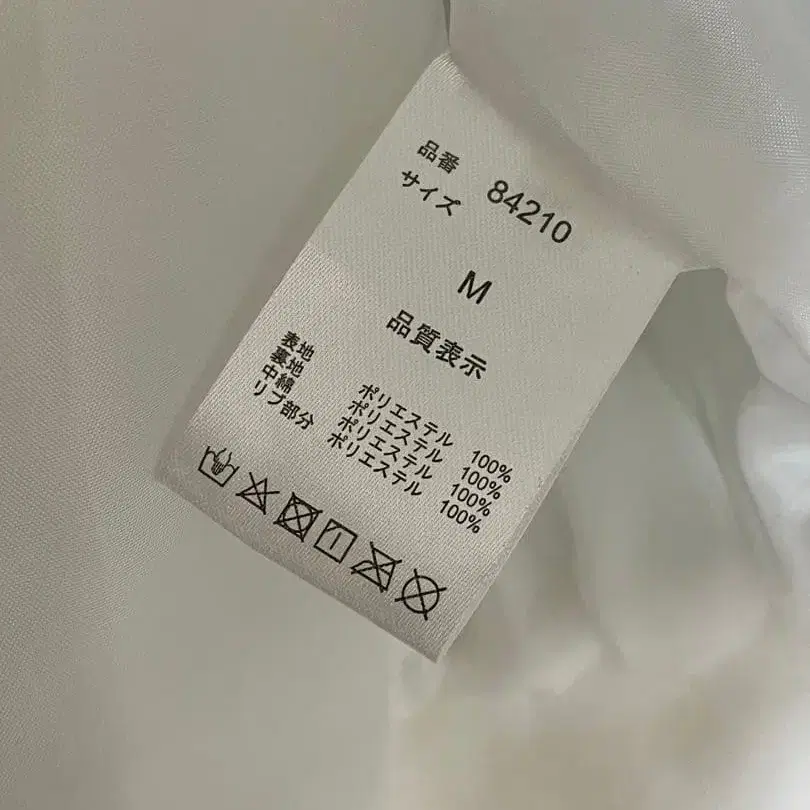 品番 84210
サイズ
M
品質表示
表地 ポリエステル 100%
裏地 ポリエステル 100%
中綿 ポリエステル 100%
リブ部分 ポリエステル 100%